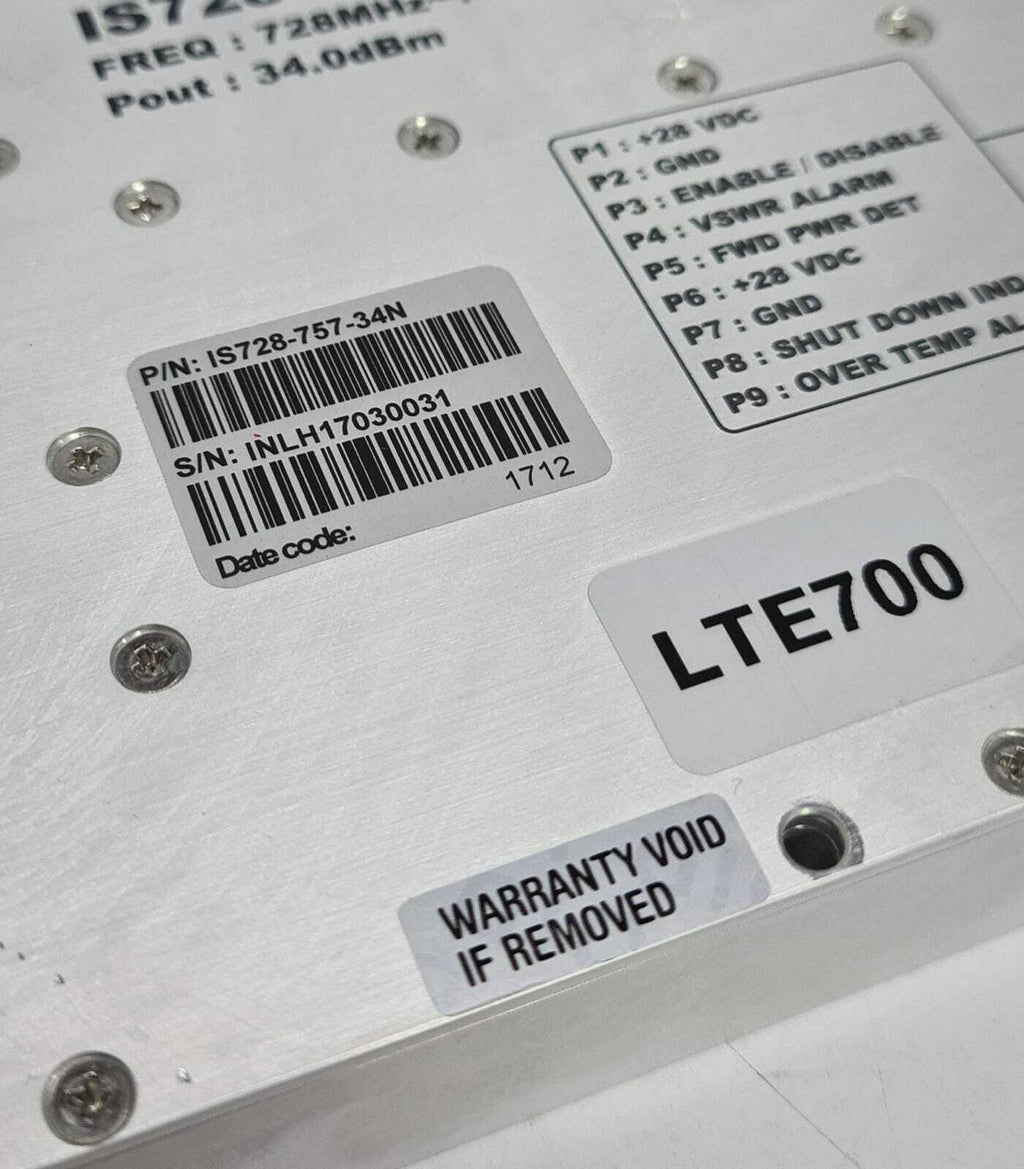 IS728
FREQ : 728MHz~
Pout : 34.0dBm
P1 : +28 VDC
P2 : GND
P3 : ENABLE / DISABLE
P4 : VSWR ALARM
P5 : FWD PWR DET
P6 : +28 VDC
P7 : GND
P8 : SHUT DOWN IND
P9 : OVER TEMP AL
P/N: IS728-757-34N
S/N: INLH17030031
Date code: 1712
LTE700
WARRANTY VOID
IF REMOVED